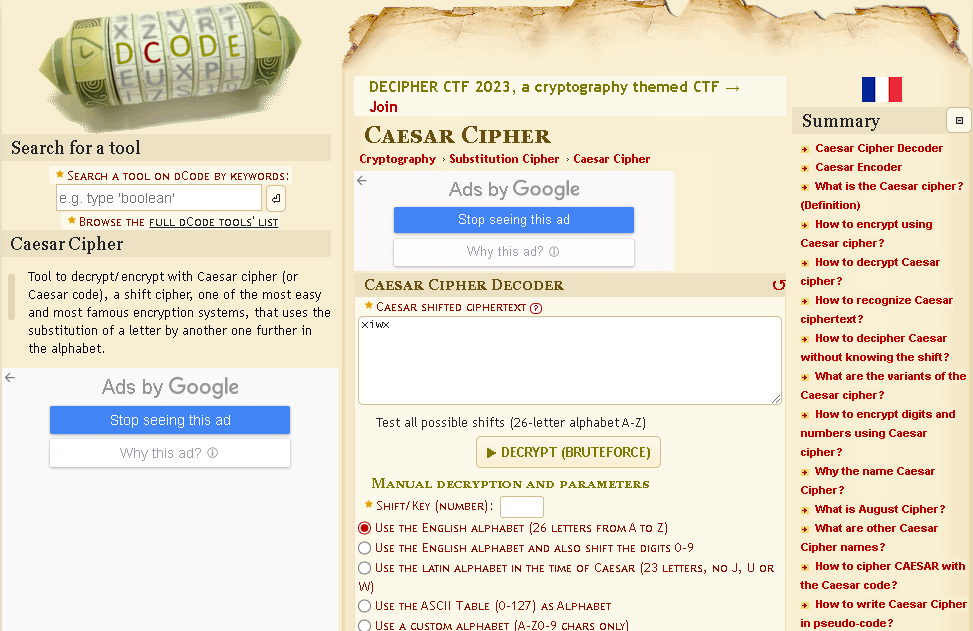 DCODE
Search for a tool
★ SEARCH A TOOL ON DCODE BY KEYWORDS:
e.g. type 'boolean'
★ BROWSE THE FULL DCODE TOOLS' LIST
Caesar Cipher
Tool to decrypt/encrypt with Caesar cipher (or
Caesar code), a shift cipher, one of the most easy
and most famous encryption systems, that uses the
substitution of a letter by another one further in
the alphabet.
Ads by Google
Stop seeing this ad
Why this ad?
DECIPHER CTF 2023, a cryptography themed CTF →
Join
CAESAR CIPHER
Cryptography › Substitution Cipher › Caesar Cipher
Ads by Google
Stop seeing this ad
Why this ad?
CAESAR CIPHER DECODER
★ CAESAR SHIFTED CIPHERTEXT ?
xiwx
Test all possible shifts (26-letter alphabet A-Z)
▶ DECRYPT (BRUTEFORCE)
MANUAL DECRYPTION AND PARAMETERS
★ SHIFT/KEY (NUMBER):
USE THE ENGLISH ALPHABET (26 LETTERS FROM A TO Z)
USE THE ENGLISH ALPHABET AND ALSO SHIFT THE DIGITS 0-9
USE THE LATIN ALPHABET IN THE TIME OF CAESAR (23 LETTERS, NO J, U OR
W)
USE THE ASCII TABLE (0-127) AS ALPHABET
USE A CUSTOM ALPHABET (A-Z0-9 CHARS ONLY)
Summary
Caesar Cipher Decoder
Caesar Encoder
What is the Caesar cipher?
(Definition)
How to encrypt using
Caesar cipher?
How to decrypt Caesar
cipher?
How to recognize Caesar
ciphertext?
How to decipher Caesar
without knowing the shift?
What are the variants of the
Caesar cipher?
How to encrypt digits and
numbers using Caesar
cipher?
Why the name Caesar
Cipher?
What is August Cipher?
What are other Caesar
Cipher names?
How to cipher CAESAR with
the Caesar code?
How to write Caesar Cipher
in pseudo-code?